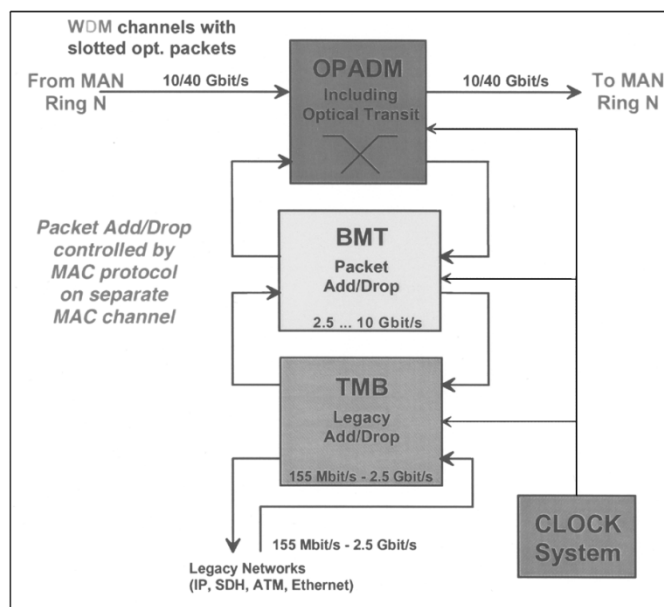 WDM channels with
slotted opt. packets
From MAN
Ring N
10/40 Gbit/s
OPADM
Including
Optical Transit
10/40 Gbit/s
To MAN
Ring N
Packet Add/Drop
controlled by
MAC protocol
on separate
MAC channel
BMT
Packet
Add/Drop
2.5 ... 10 Gbit/s
TMB
Legacy
Add/Drop
155 Mbit/s - 2.5 Gbit/s
155 Mbit/s - 2.5 Gbit/s
Legacy Networks
(IP, SDH, ATM, Ethernet)
CLOCK
System